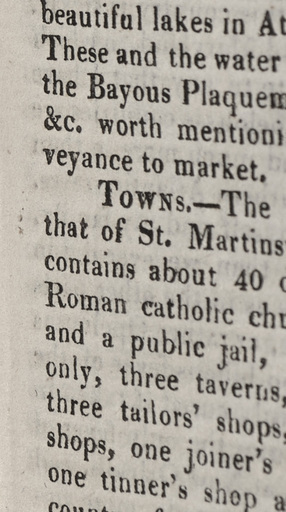 beautiful lakes in At
These and the water
the Bayous Plaquem
&c. worth mentioni
veyance to market.
TOWNS.—The
that of St. Martins
contains about 40
Roman catholic chu
and a public jail,
only, three taverns,
three tailors' shops,
shops, one joiner's
one tinner's shop a